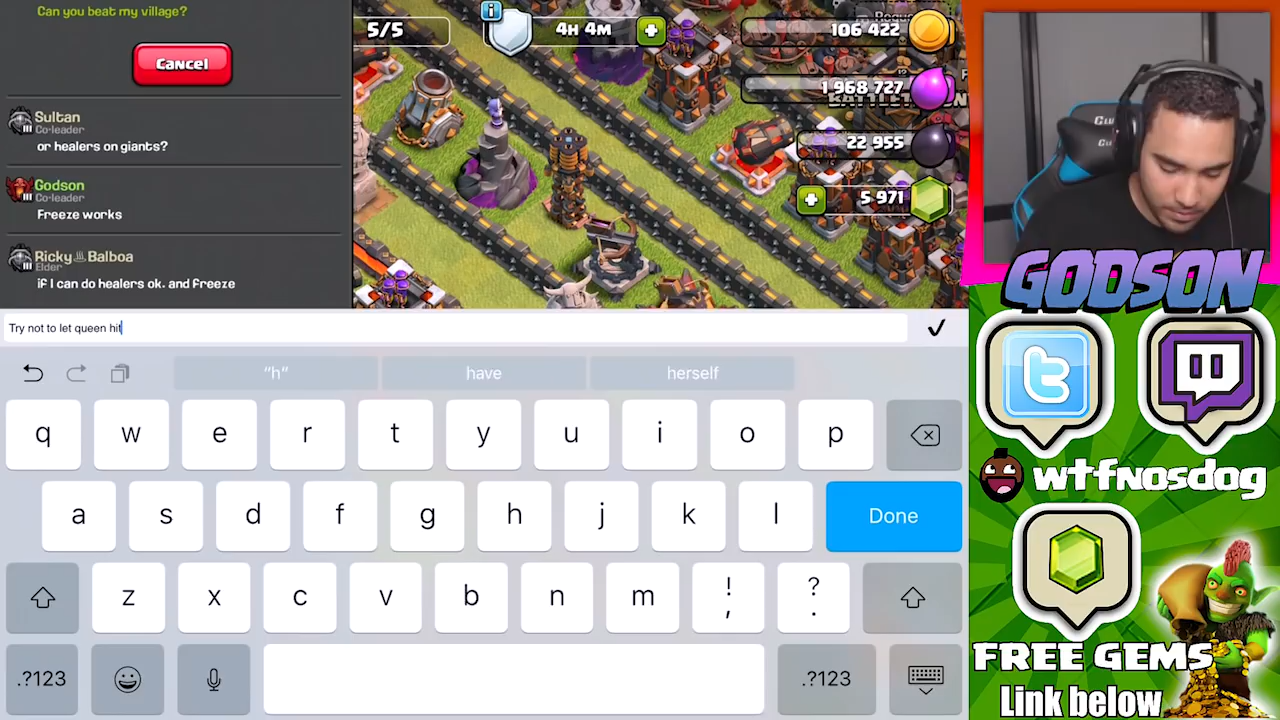 Can you beat my village?
Cancel
Sultan
Co-leader
or healers on giants??
Godson
Co-leader
Freeze works
Ricky♨Balboa
Elder
if I can do healers ok. and freeze
5/5
i
4H 4M
106 422
1 968 727
22 955
5 971
Try not to let queen hit
"h"
have
herself
q w e r t y u i o p
a s d f g h j k l Done
z x c v b n m ! , ? .
.?123
.?123
GODSON
wtfnosdog
FREE GEMS
Link below